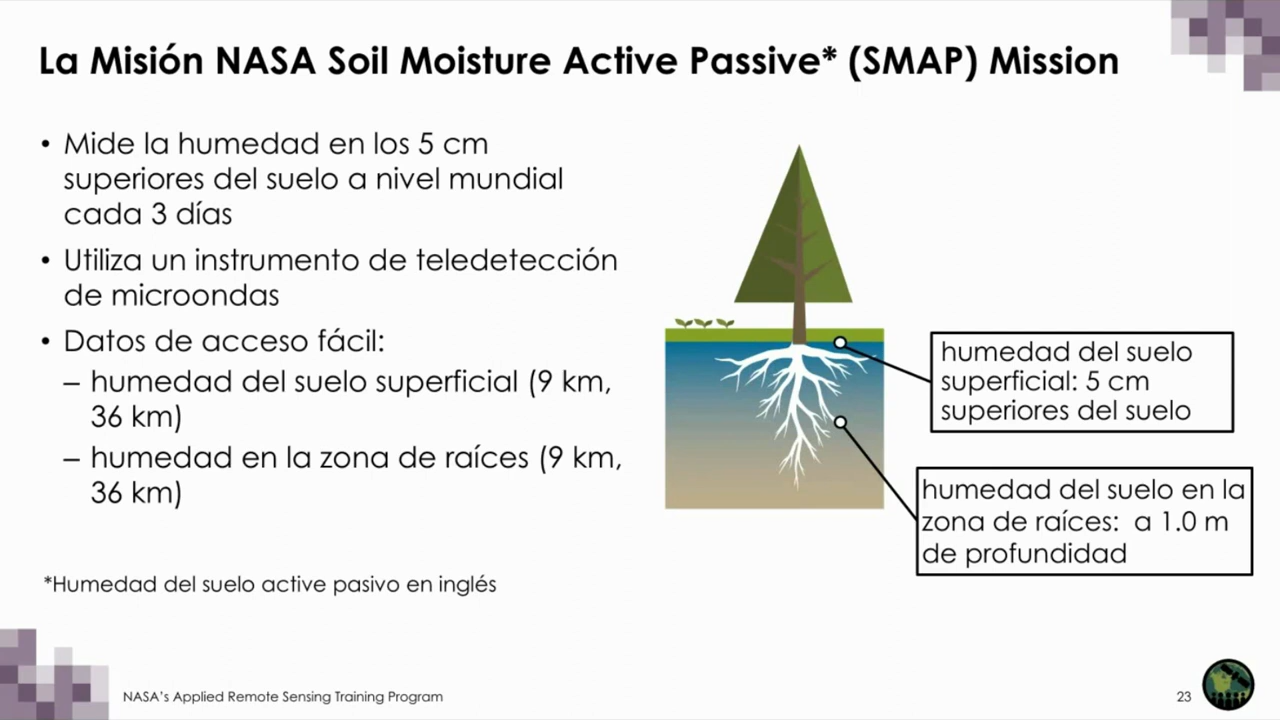 La Misión NASA Soil Moisture Active Passive* (SMAP) Mission
• Mide la humedad en los 5 cm
superiores del suelo a nivel mundial
cada 3 días
• Utiliza un instrumento de teledetección
de microondas
• Datos de acceso fácil:
– humedad del suelo superficial (9 km,
36 km)
– humedad en la zona de raíces (9 km,
36 km)
humedad del suelo
superficial: 5 cm
superiores del suelo
humedad del suelo en la
zona de raíces: a 1.0 m
de profundidad
*Humedad del suelo active pasivo en inglés
NASA's Applied Remote Sensing Training Program
23